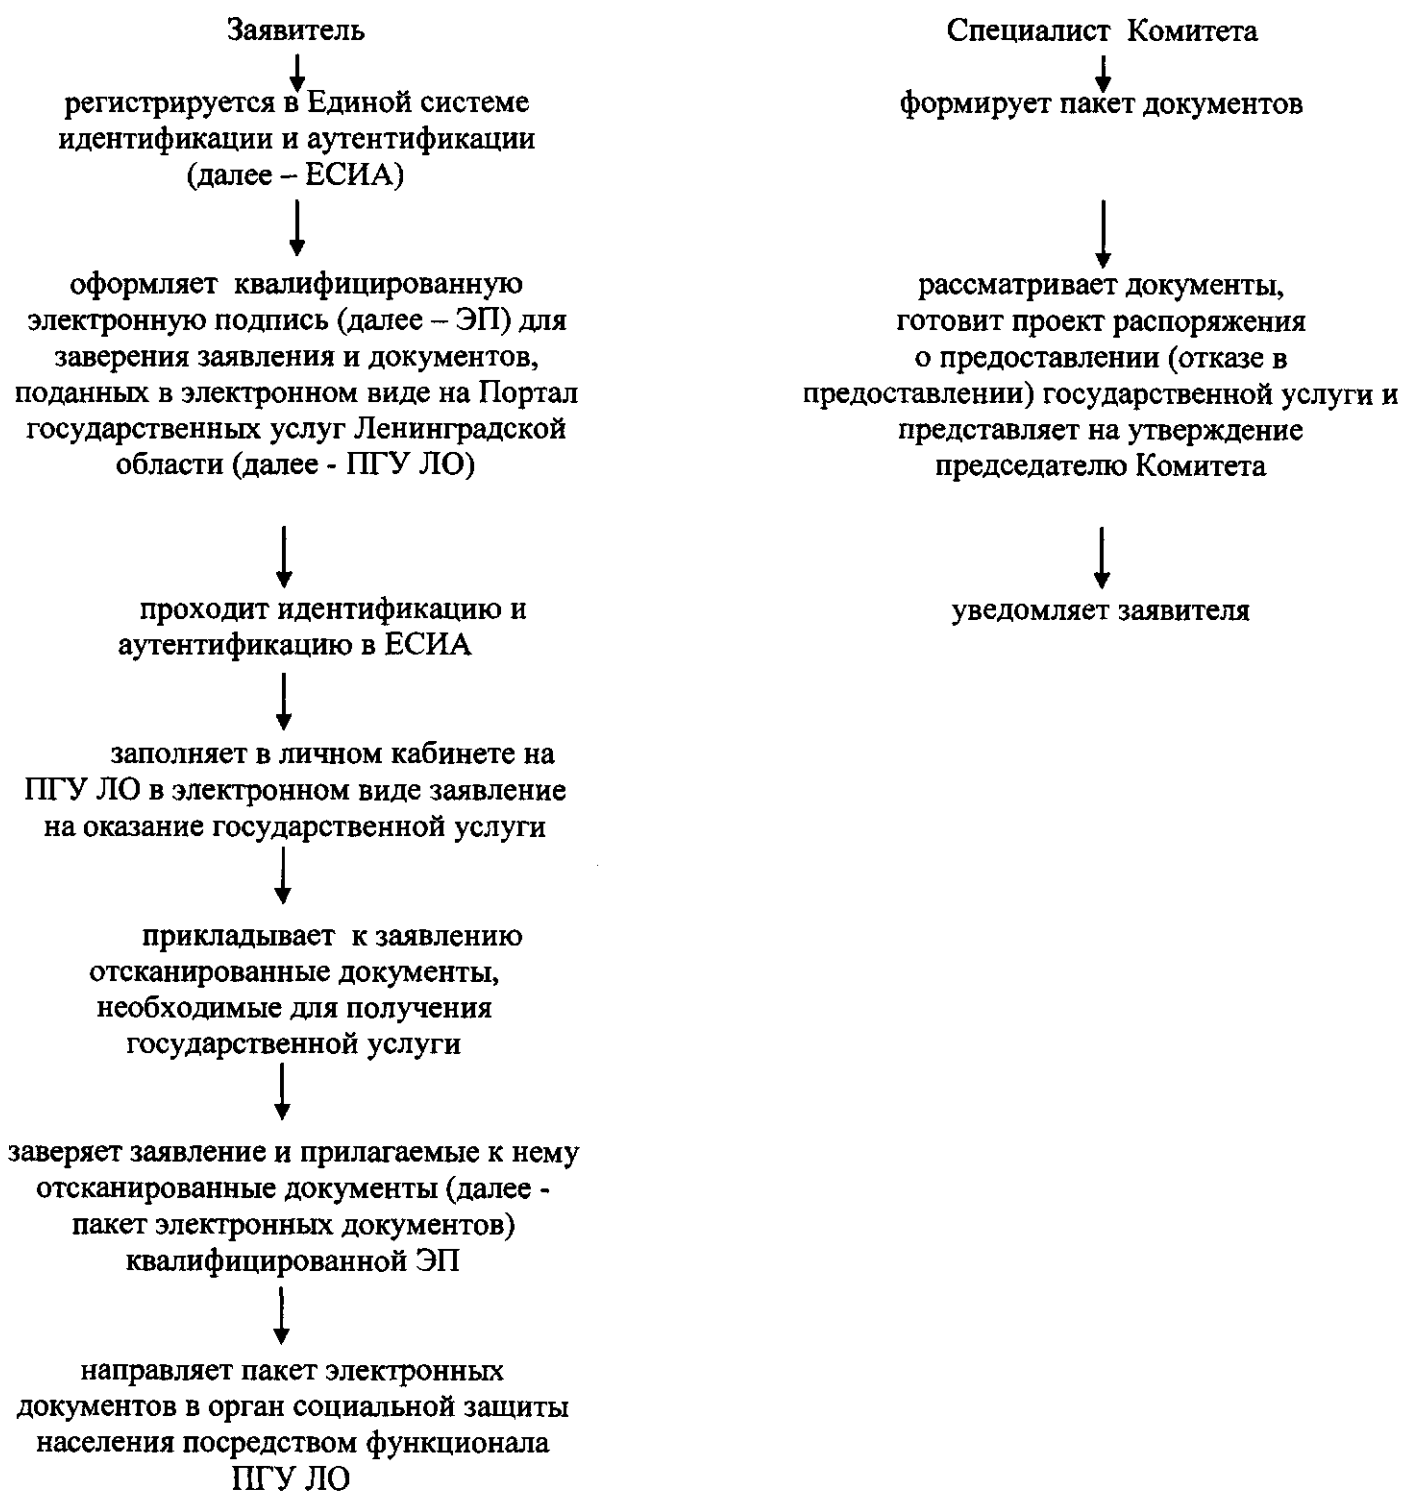 Заявитель
регистрируется в Единой системе
идентификации и аутентификации
(далее – ЕСИА)
оформляет квалифицированную
электронную подпись (далее – ЭП) для
заверения заявления и документов,
поданных в электронном виде на Портал
государственных услуг Ленинградской
области (далее - ПГУ ЛО)
проходит идентификацию и
аутентификацию в ЕСИА
заполняет в личном кабинете на
ПГУ ЛО в электронном виде заявление
на оказание государственной услуги
прикладывает к заявлению
отсканированные документы,
необходимые для получения
государственной услуги
заверяет заявление и прилагаемые к нему
отсканированные документы (далее -
пакет электронных документов)
квалифицированной ЭП
направляет пакет электронных
документов в орган социальной защиты
населения посредством функционала
ПГУ ЛО
Специалист Комитета
формирует пакет документов
рассматривает документы,
готовит проект распоряжения
о предоставлении (отказе в
предоставлении) государственной услуги и
представляет на утверждение
председателю Комитета
уведомляет заявителя